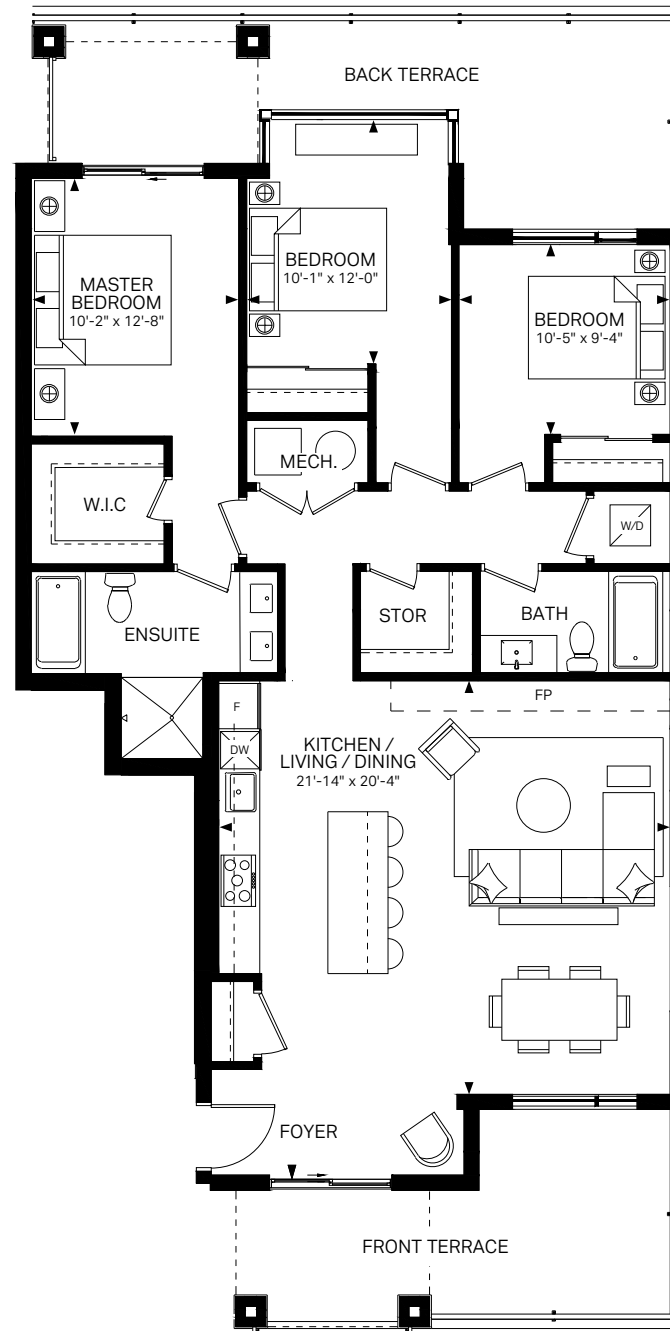 BACK TERRACE
MASTER
BEDROOM
10'-2" x 12'-8"
BEDROOM
10'-1" x 12'-0"
BEDROOM
10'-5" x 9'-4"
MECH.
W.I.C
W/D
ENSUITE
STOR
BATH
F
DW
FP
KITCHEN /
LIVING / DINING
21'-14" x 20'-4"
FOYER
FRONT TERRACE